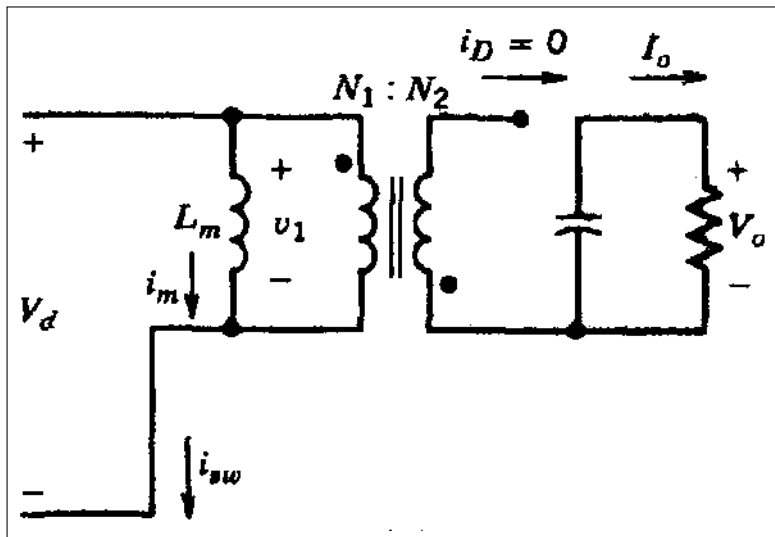 i_D = 0
I_o
N_1 : N_2
+
+
+
L_m
v_1
V_o
i_m
−
−
V_d
i_sw
−